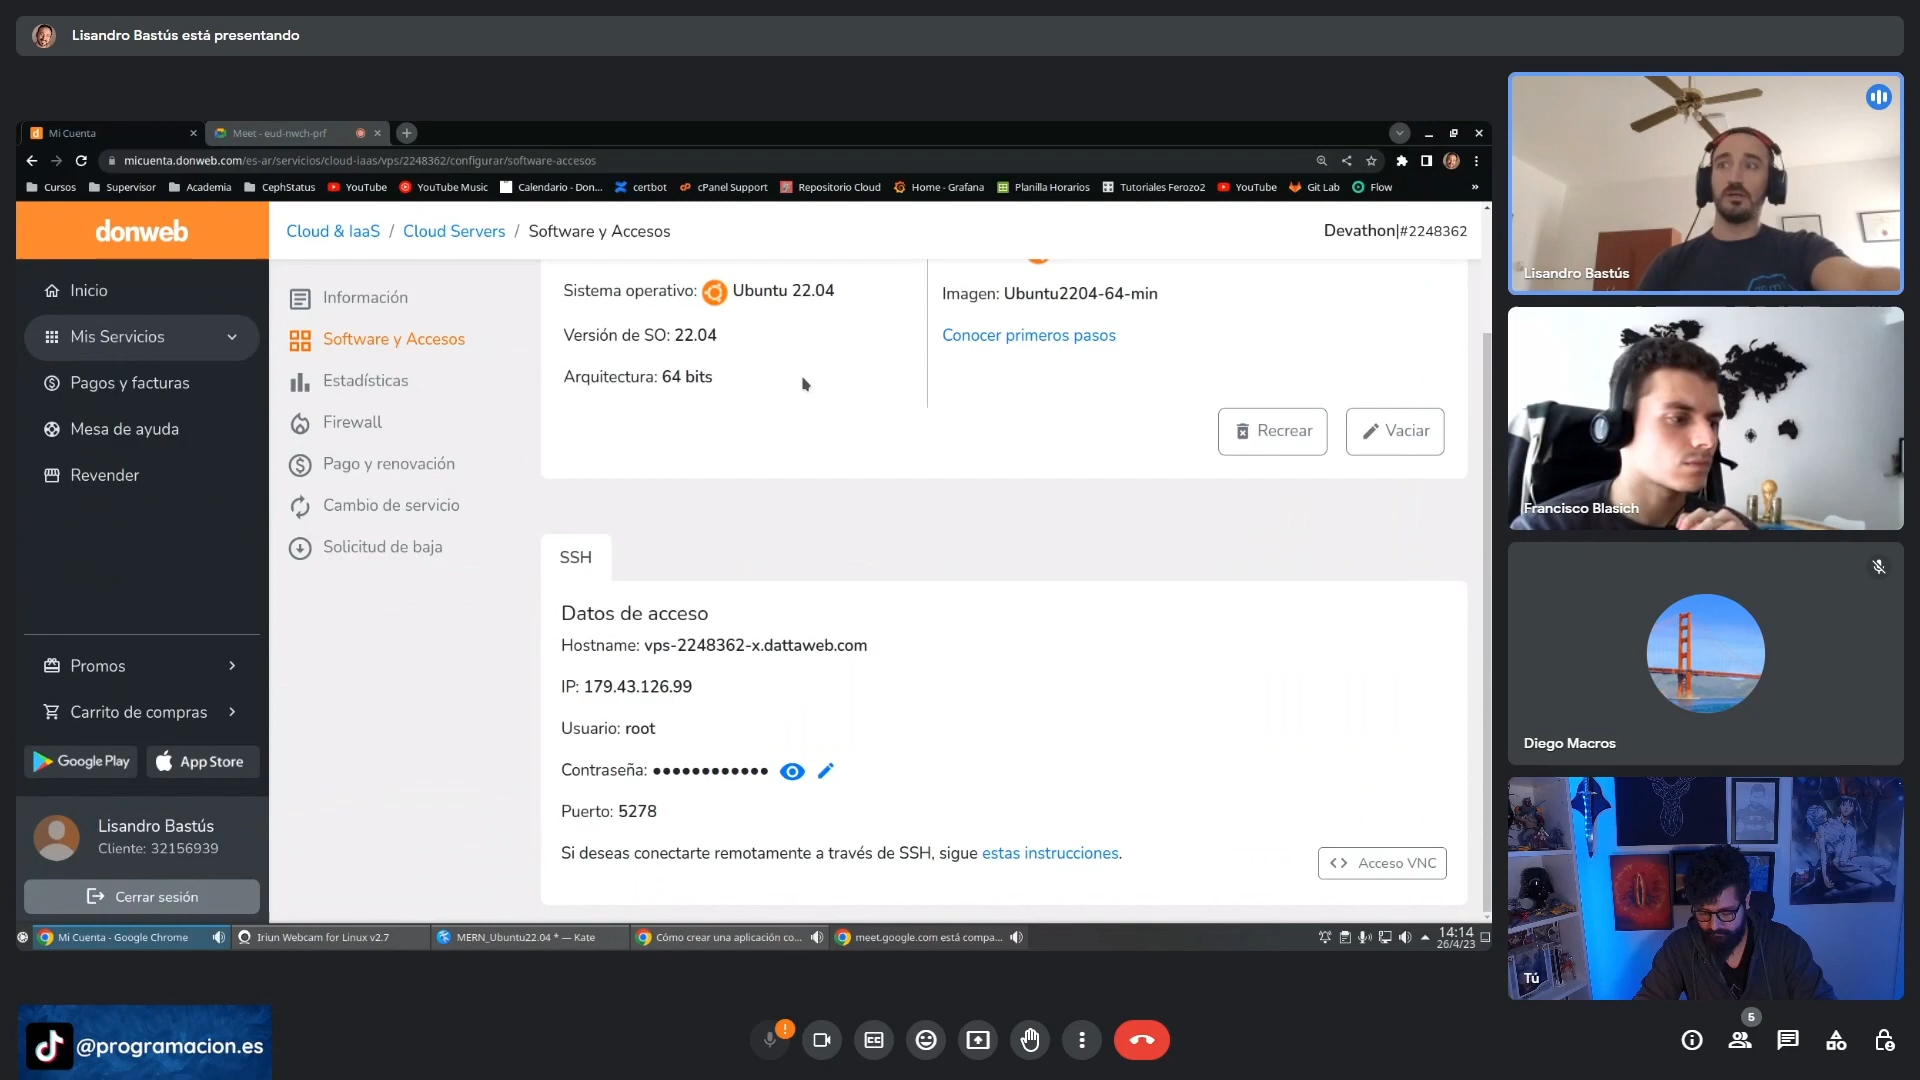 Lisandro Bastús está presentando
Mi Cuenta
Meet - eud-nwch-prf
micuenta.donweb.com/es-ar/servicios/cloud-iaas/vps/2248362/configurar/software-accesos
Cursos
Supervisor
Academia
CephStatus
YouTube
YouTube Music
Calendario - Don...
certbot
cPanel Support
Repositorio Cloud
Home - Grafana
Planilla Horarios
Tutoriales Ferozo2
YouTube
Git Lab
Flow
»
donweb
Cloud & IaaS / Cloud Servers / Software y Accesos
Devathon|#2248362
Inicio
Mis Servicios
Pagos y facturas
Mesa de ayuda
Revender
Promos
Carrito de compras
Google Play
App Store
Lisandro Bastús
Cliente: 32156939
Cerrar sesión
Información
Software y Accesos
Estadísticas
Firewall
Pago y renovación
Cambio de servicio
Solicitud de baja
Sistema operativo: Ubuntu 22.04
Versión de SO: 22.04
Arquitectura: 64 bits
Imagen: Ubuntu2204-64-min
Conocer primeros pasos
Recrear
Vaciar
SSH
Datos de acceso
Hostname: vps-2248362-x.dattaweb.com
IP: 179.43.126.99
Usuario: root
Contraseña: ••••••••••••
Puerto: 5278
Si deseas conectarte remotamente a través de SSH, sigue estas instrucciones.
<> Acceso VNC
Mi Cuenta - Google Chrome
Iriun Webcam for Linux v2.7
MERN_Ubuntu22.04 * — Kate
Cómo crear una aplicación co...
meet.google.com está compa...
14:14
26/4/23
Lisandro Bastús
Francisco Blasich
Diego Macros
Tú
@programacion.es
5